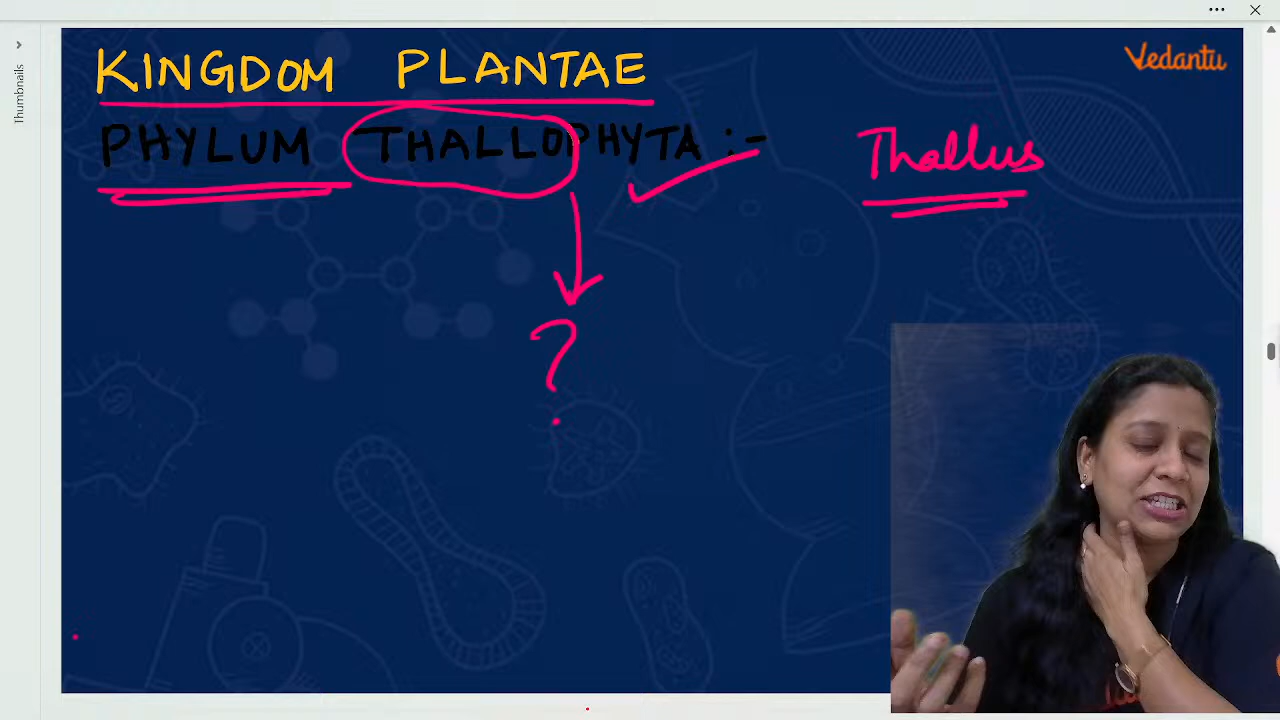 Thumbnails
KINGDOM PLANTAE
Vedantu
PHYLUM THALLOPHYTA :-
Thallus
?